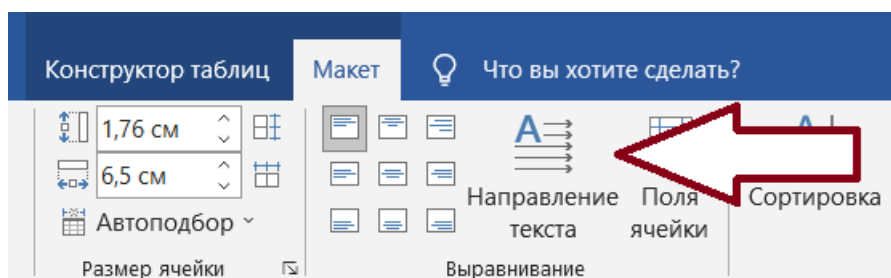 Конструктор таблиц Макет Что вы хотите сделать?
1,76 см
6,5 см
Автоподбор
Направление текста
Поля ячейки
Сортировка
Размер ячейки Выравнивание